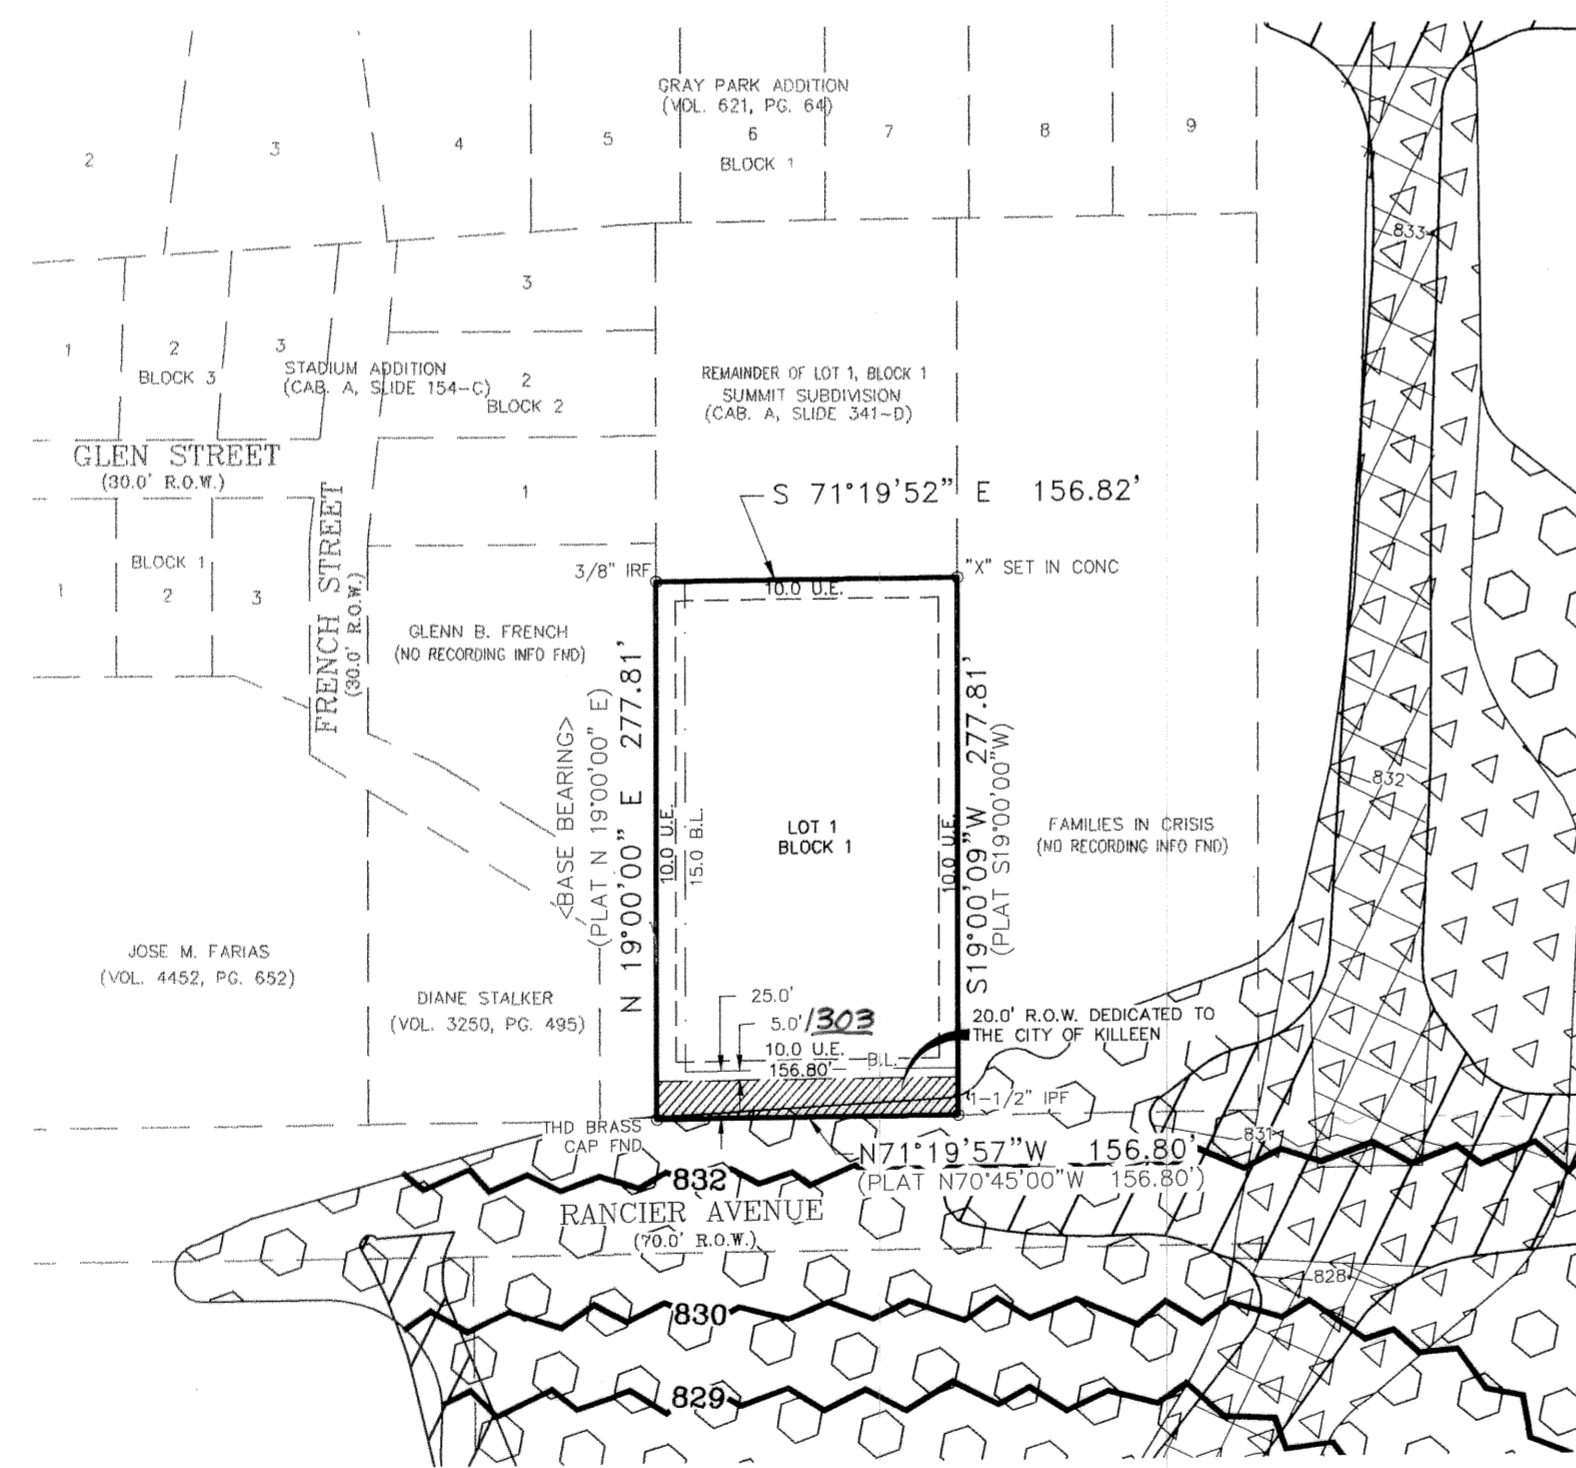 GRAY PARK ADDITION
(VOL. 621, PG. 64)
2
3
4
5
6
7
8
9
BLOCK 1
833
3
1
2
3
BLOCK 3
STADIUM ADDITION
(CAB. A, SLIDE 154-C)
2
BLOCK 2
REMAINDER OF LOT 1, BLOCK 1
SUMMIT SUBDIVISION
(CAB. A, SLIDE 341-D)
GLEN STREET
(30.0' R.O.W.)
1
S 71°19'52" E 156.82'
BLOCK 1
1
2
3
FRENCH STREET
(30.0' R.O.W.)
3/8" IRF
"X" SET IN CONC
10.0 U.E.
GLENN B. FRENCH
(NO RECORDING INFO FND)
<BASE BEARING>
(PLAT N 19°00'00" E)
N 19°00'00" E 277.81'
10.0 U.E.
15.0 B.L.
LOT 1
BLOCK 1
10.0 U.E.
S19°00'09"W 277.81'
(PLAT S19°00'00"W)
832
FAMILIES IN CRISIS
(NO RECORDING INFO FND)
JOSE M. FARIAS
(VOL. 4452, PG. 652)
DIANE STALKER
(VOL. 3250, PG. 495)
25.0'
5.0'
1303
10.0 U.E.
B.L.
156.80'
20.0' R.O.W. DEDICATED TO
THE CITY OF KILLEEN
1-1/2" IPF
THD BRASS
CAP FND
831
N71°19'57"W 156.80'
(PLAT N70°45'00"W 156.80')
832
RANCIER AVENUE
(70.0' R.O.W.)
828
830
829